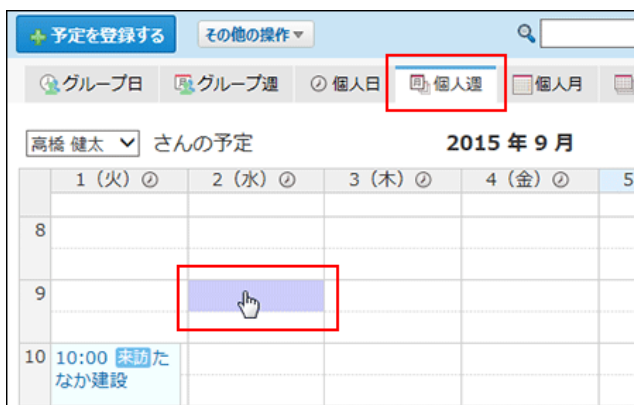 予定を登録する その他の操作
グループ日 グループ週 個人日 個人週 個人月
高橋 健太 さんの予定 2015 年 9 月
1（火） 2（水） 3（木） 4（金） 5
8
9
10 10:00 来訪 た
なか建設